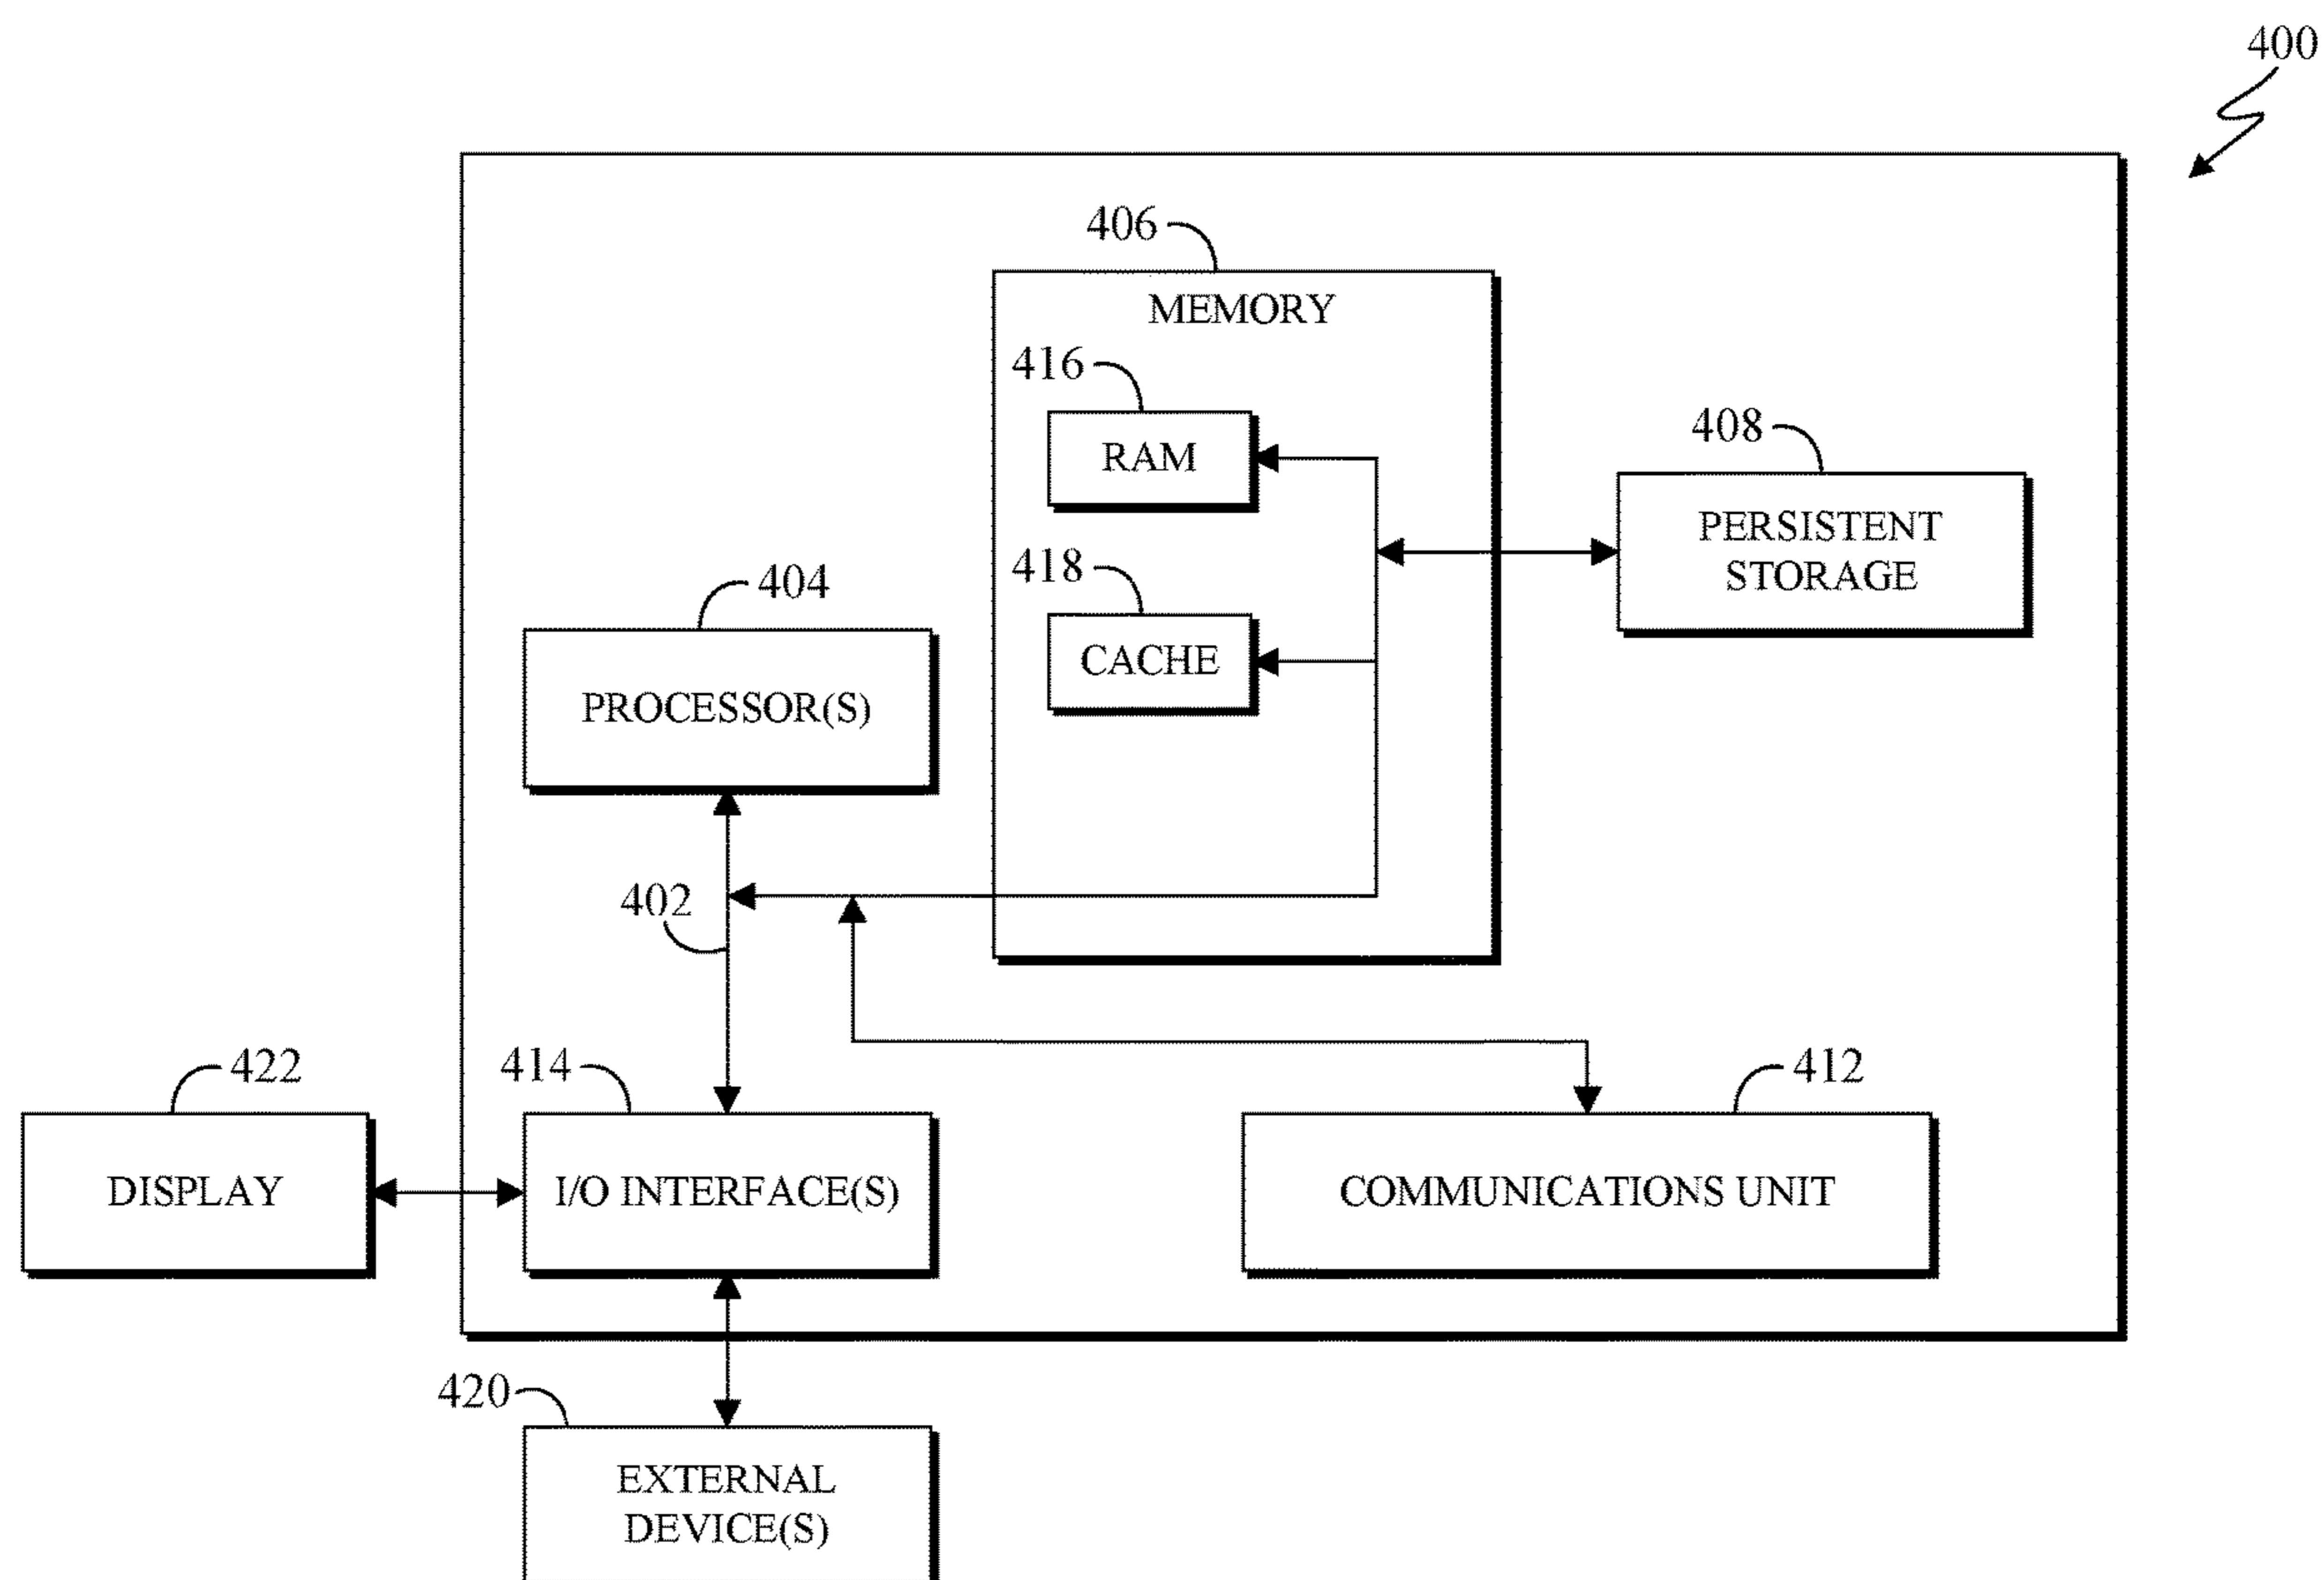 400
406
MEMORY
416
RAM
408
PERSISTENT
STORAGE
418
CACHE
404
PROCESSOR(S)
402
422
DISPLAY
414
I/O INTERFACE(S)
412
COMMUNICATIONS UNIT
420
EXTERNAL
DEVICE(S)